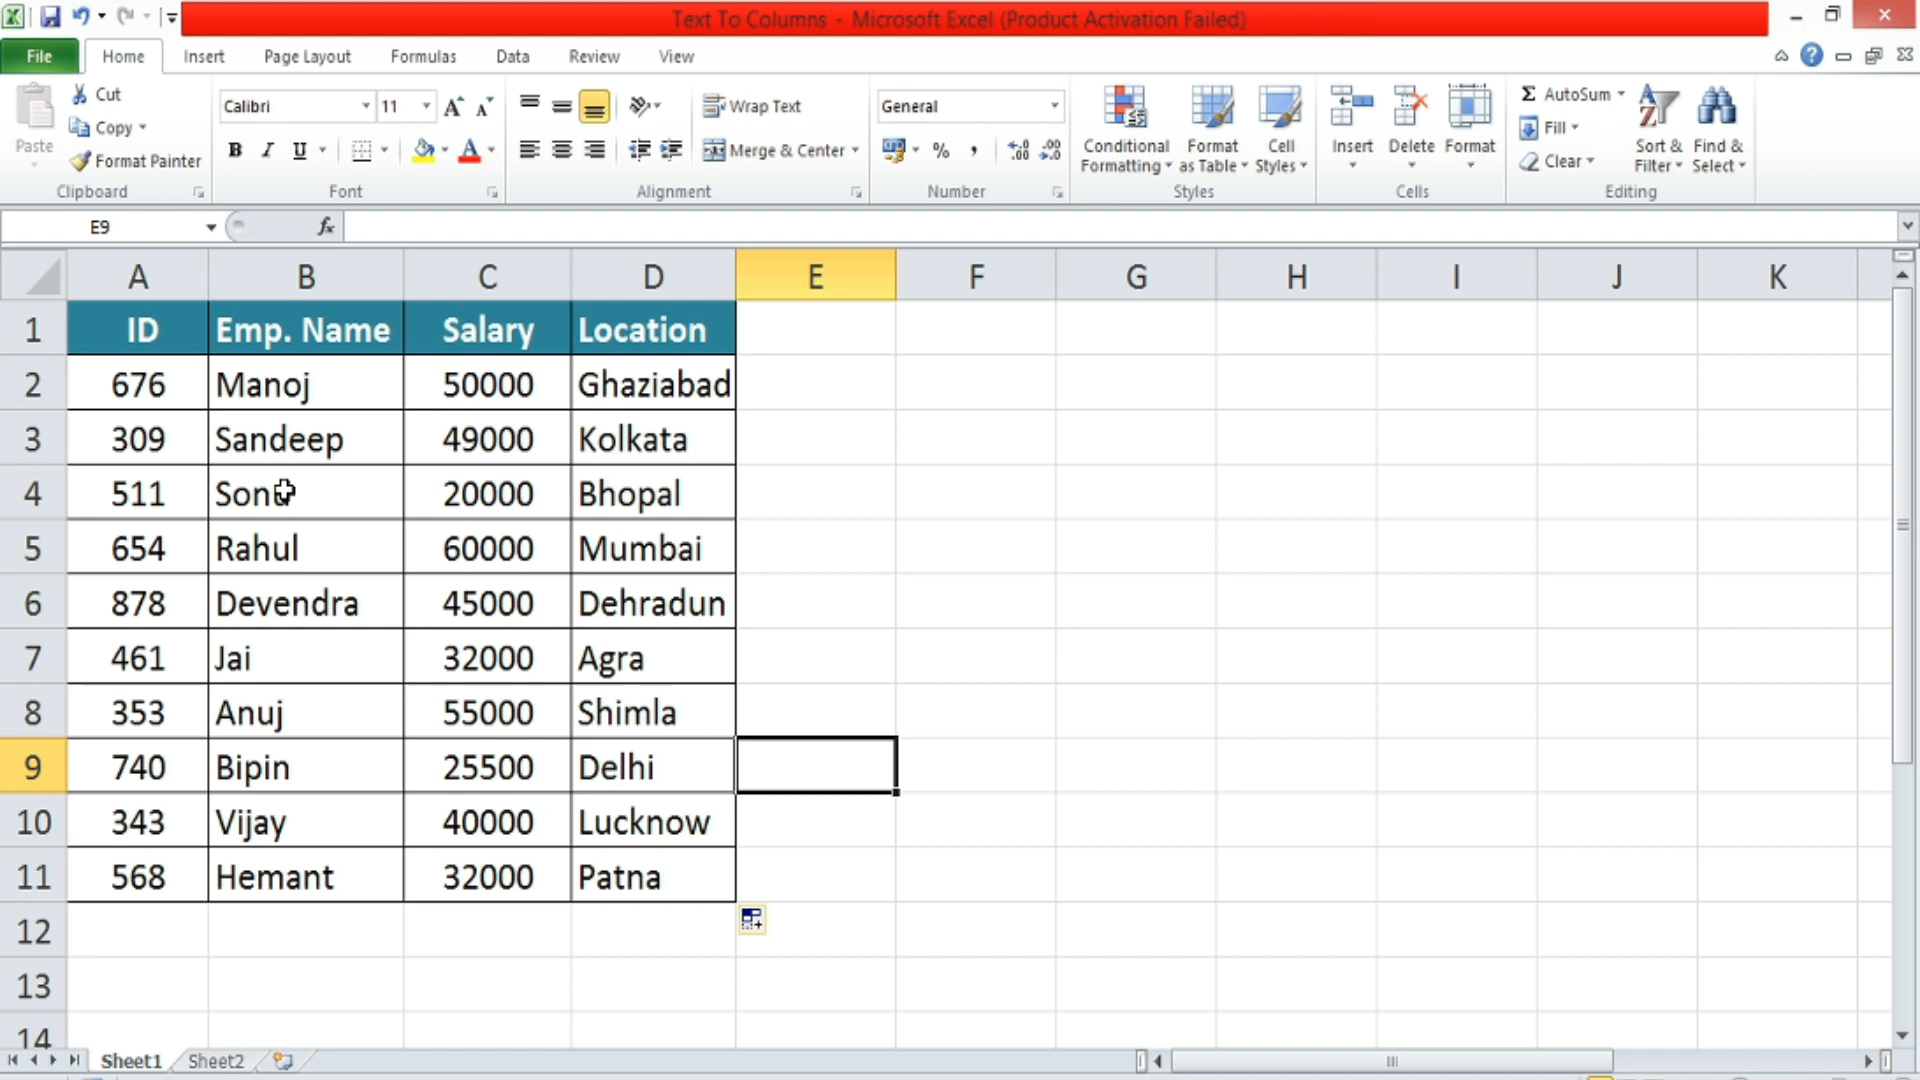 Text To Columns - Microsoft Excel (Product Activation Failed)
File Home Insert Page Layout Formulas Data Review View
Paste
Cut
Copy
Format Painter
Clipboard
Calibri 11
B I U A
Font
Wrap Text
Merge & Center
Alignment
General
% ,
Number
Conditional Formatting
Format as Table
Cell Styles
Styles
Insert Delete Format
Cells
Σ AutoSum
Fill
Clear
Sort & Filter
Find & Select
Editing
E9 fx
A B C D E F G H I J K
1 ID Emp. Name Salary Location
2 676 Manoj 50000 Ghaziabad
3 309 Sandeep 49000 Kolkata
4 511 20000 Bhopal
5 654 Rahul 60000 Mumbai
6 878 Devendra 45000 Dehradun
7 461 Jai 32000 Agra
8 353 Anuj 55000 Shimla
9 740 Bipin 25500 Delhi
10 343 Vijay 40000 Lucknow
11 568 Hemant 32000 Patna
12
13
14
Sheet1 Sheet2